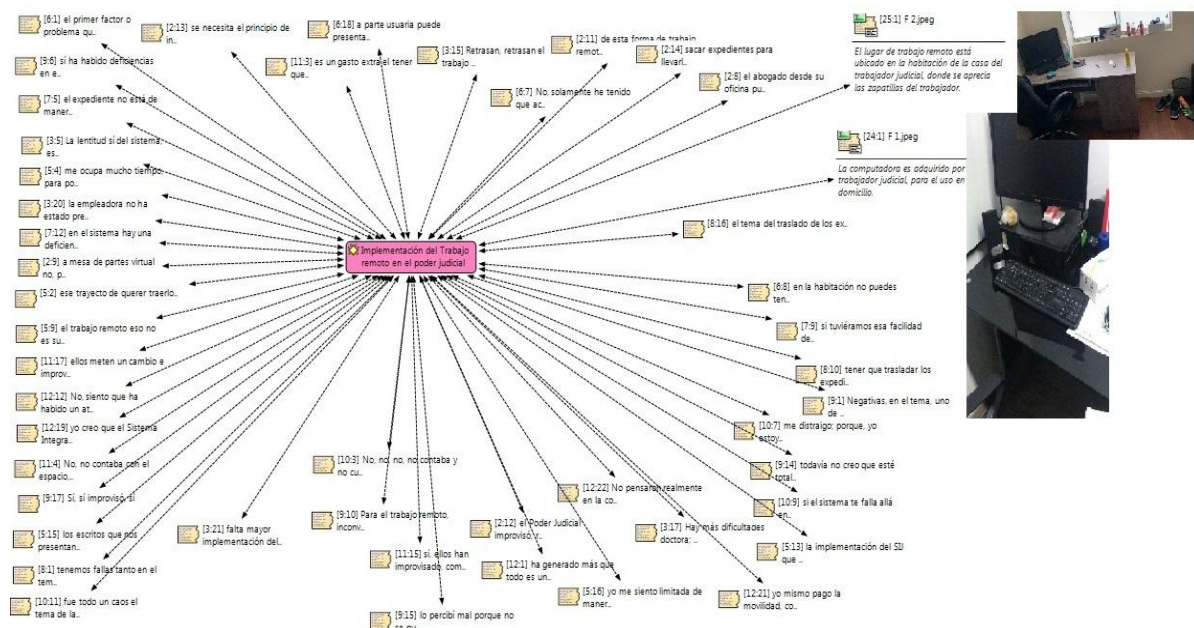 [6:1] el primer factor o
problema qu..
[2:13] se necesita el principio de
in..
[6:18] a parte usuaria puede
presenta..
[9:6] sí ha habido deficiencias
en e..
[11:3] es un gasto extra el tener
que..
[3:15] Retrasan, retrasan el
trabajo ..
[2:11] de esta forma de trabajo
remot..
[2:14] sacar expedientes para
llevarl..
[2:8] el abogado desde su
oficina pu..
[6:7] No, solamente he tenido
que ac..
[7:5] el expediente no está de
maner..
[3:5] La lentitud sí del sistema,
es..
[5:4] me ocupa mucho tiempo
para po..
[3:20] la empleadora no ha
estado pre..
[7:12] en el sistema hay una
deficien..
[2:9] a mesa de partes virtual
no, p..
[5:2] ese trayecto de querer traerlo..
[5:9] el trabajo remoto eso no
es su..
[11:17] ellos meten un cambio e
improv..
[12:12] No, siento que ha
habido un at..
[12:19] yo creo que el Sistema
Integra..
[11:4] No, no contaba con el
espacio,..
[9:17] Sí, sí improvisó, sí
[5:15] los escritos que nos
presentan..
[8:1] tenemos fallas tanto en el
tem..
[10:11] fue todo un caos el
tema de la..
Implementación del Trabajo
remoto en el poder judicial
[25:1] F 2.jpeg
El lugar de trabajo remoto está
ubicado en la habitación de la casa del
trabajador judicial, donde se aprecia
las zapatillas del trabajador.
[24:1] F 1.jpeg
La computadora es adquirido por
trabajador judicial, para el uso en
domicilio.
[8:16] el tema del traslado de los ex..
[6:8] en la habitación no puedes
ten..
[7:9] si tuviéramos esa facilidad
de..
[8:10] tener que trasladar los
expedi..
[9:1] Negativas, en el tema, uno
de ..
[10:7] me distraigo; porque, yo
estoy..
[9:14] todavía no creo que esté
total..
[10:9] si el sistema te falla allá
en..
[5:13] la implementación del SIJ
que ..
[12:21] yo mismo pago la
movilidad, co..
[3:21] falta mayor
implementación del..
[10:3] No, no, no, no contaba y
no cu..
[9:10] Para el trabajo remoto,
inconv..
[11:15] sí, ellos han
improvisado, com..
[9:15] lo percibí mal porque no
[2:12] el Poder Judicial
improvisó, r..
[12:1] ha generado más que
todo es un..
[12:22] No pensaran realmente
en la co..
[3:17] Hay más dificultades
doctora; ..
[5:16] yo me siento limitada de
maner..